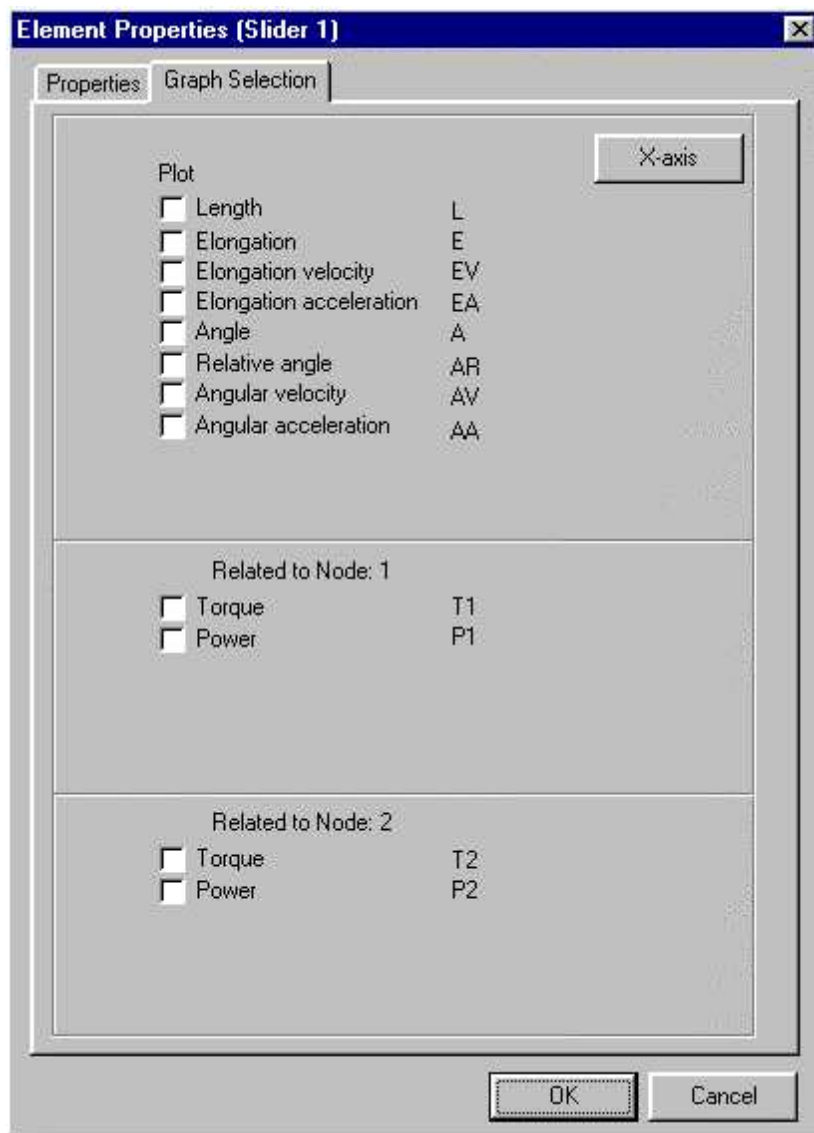 Element Properties (Slider 1)
Properties Graph Selection
X-axis
Plot
Length L
Elongation E
Elongation velocity EV
Elongation acceleration EA
Angle A
Relative angle AR
Angular velocity AV
Angular acceleration AA
Related to Node: 1
Torque T1
Power P1
Related to Node: 2
Torque T2
Power P2
OK Cancel